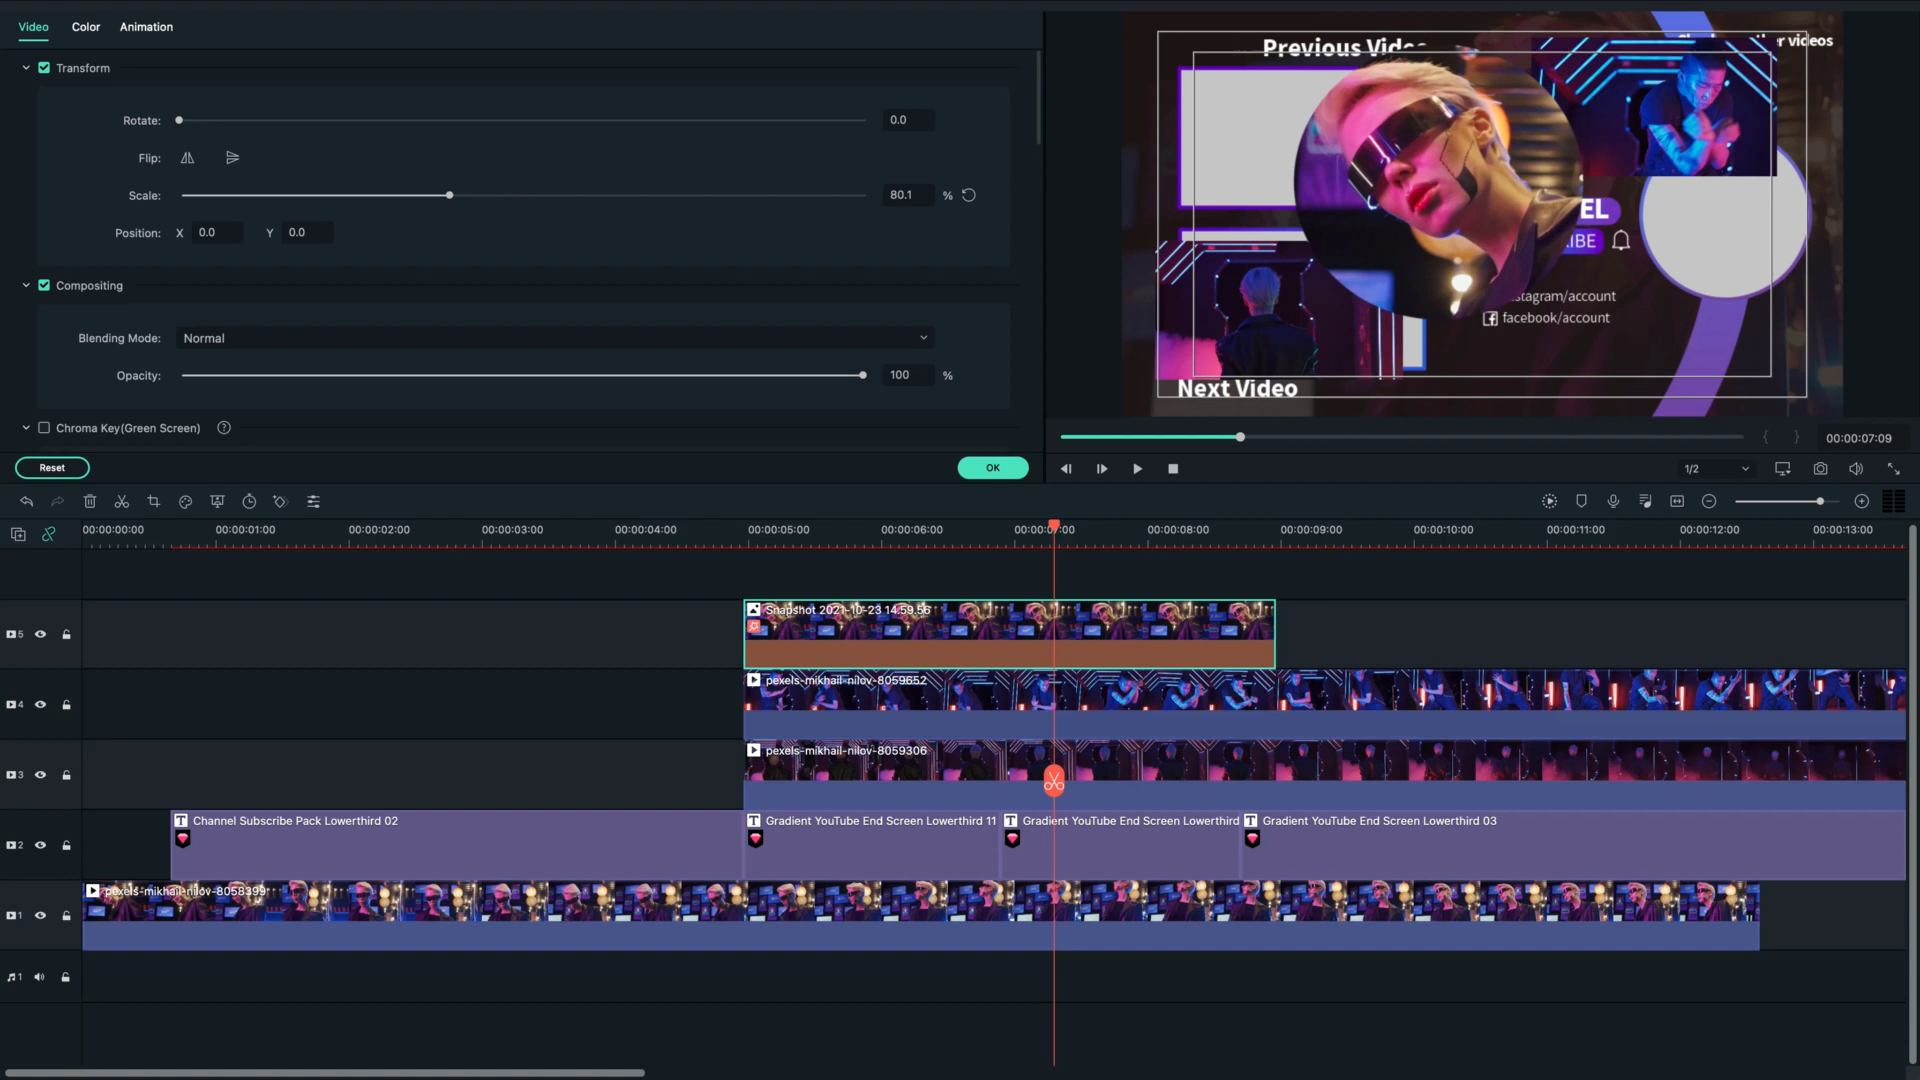 Video Color Animation
Transform
Rotate: 0.0
Flip:
Scale: 80.1 %
Position: X 0.0 Y 0.0
Compositing
Blending Mode: Normal
Opacity: 100 %
Chroma Key(Green Screen) ?
Reset OK
Previous
videos
EL
facebook/account
Next Video
{ } 00:00:07:09
1/2
00:00:00:00 00:00:01:00 00:00:02:00 00:00:03:00 00:00:04:00 00:00:05:00 00:00:06:00 00:00:08:00 00:00:09:00 00:00:10:00 00:00:11:00 00:00:12:00 00:00:13:00
5 Snapshot 2021-10-23 14.59.56
4 pexels-mikhail-nilov-8059652
3 pexels-mikhail-nilov-8059306
2 T Channel Subscribe Pack Lowerthird 02 T Gradient YouTube End Screen Lowerthird 11 T Gradient YouTube End Screen Lowerthird T Gradient YouTube End Screen Lowerthird 03
1 pexels-mikhail-nilov-8058399
1